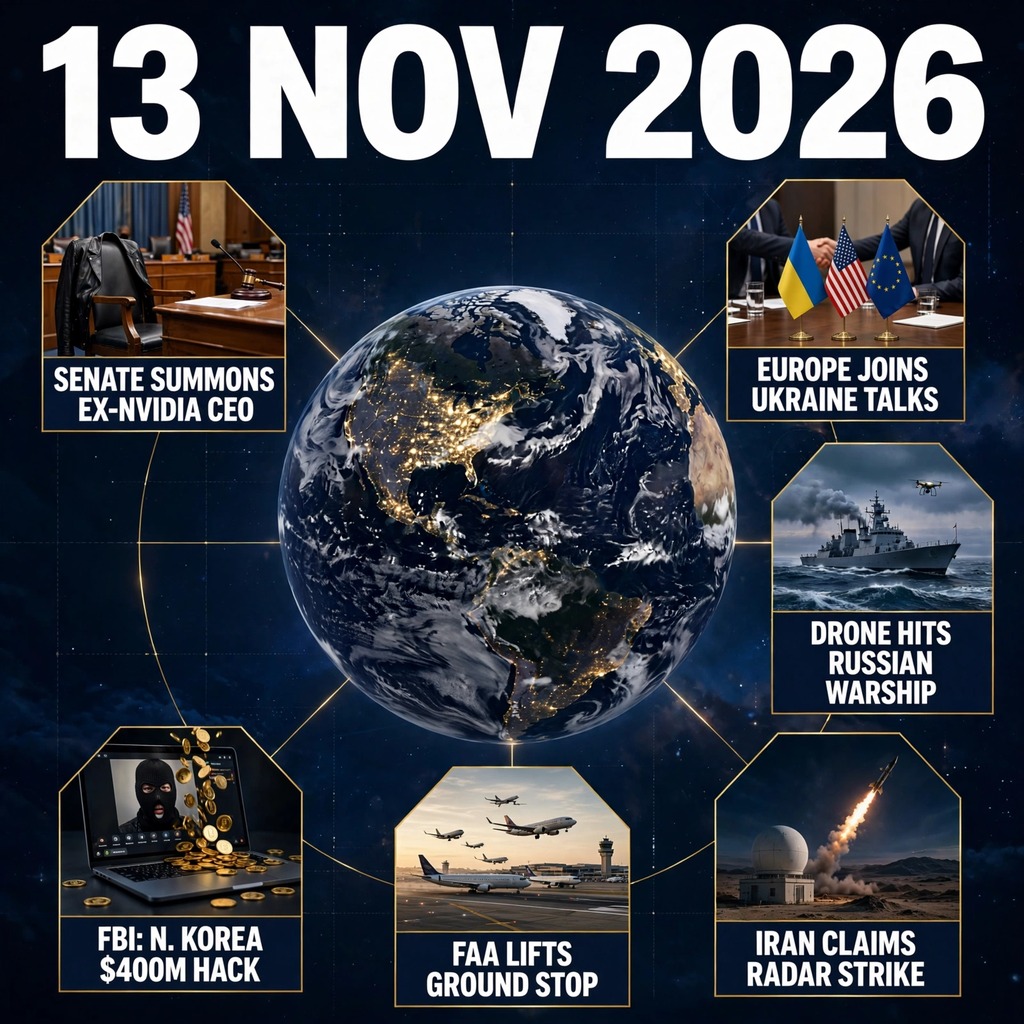 13 NOV 2026
SENATE SUMMONS
EX-NVIDIA CEO
EUROPE JOINS
UKRAINE TALKS
DRONE HITS
RUSSIAN
WARSHIP
FBI: N. KOREA
$400M HACK
FAA LIFTS
GROUND STOP
IRAN CLAIMS
RADAR STRIKE